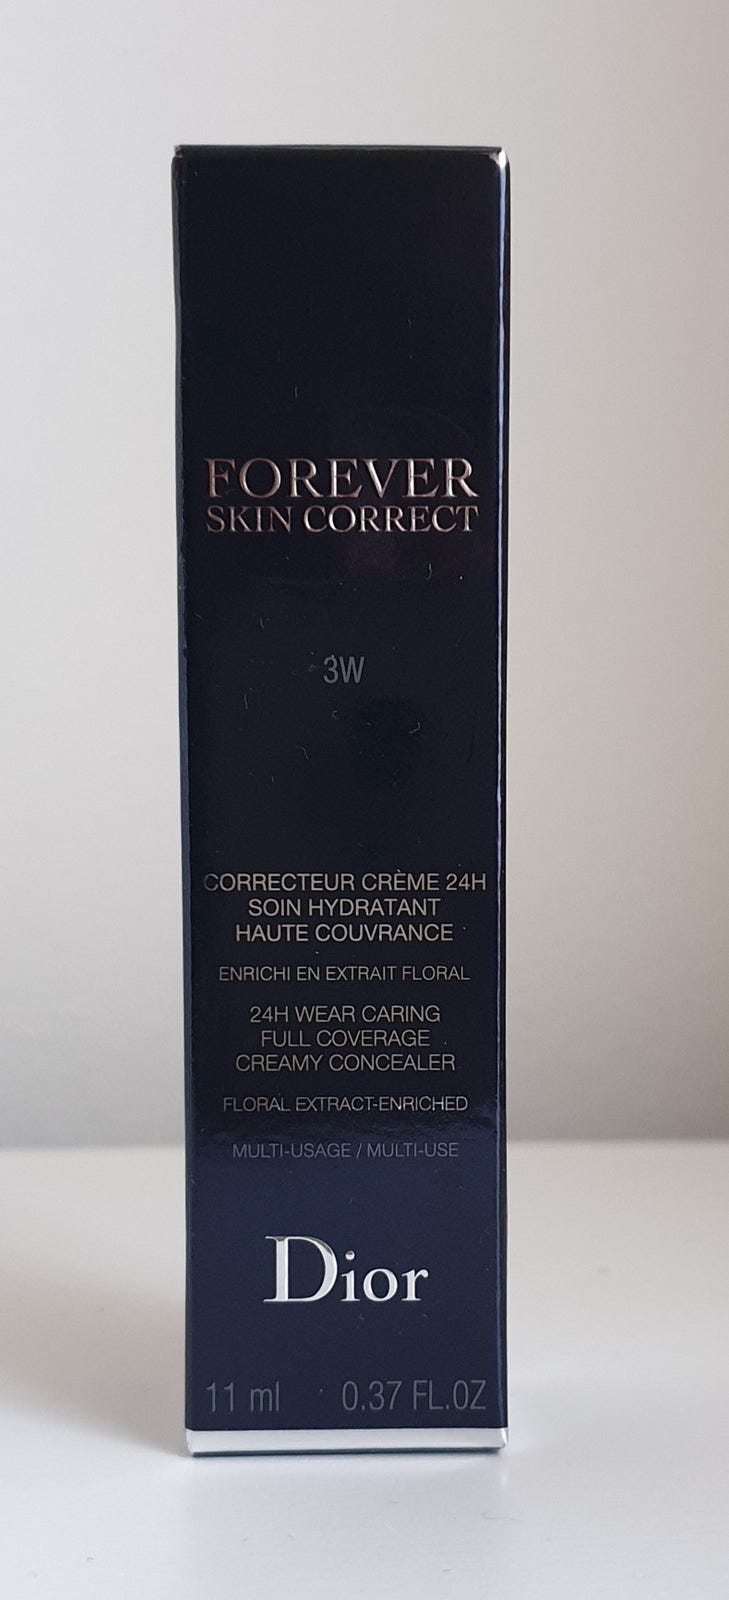 FOREVER
SKIN CORRECT
3W
CORRECTEUR CRÈME 24H
SOIN HYDRATANT
HAUTE COUVRANCE
ENRICHI EN EXTRAIT FLORAL
24H WEAR CARING
FULL COVERAGE
CREAMY CONCEALER
FLORAL EXTRACT-ENRICHED
MULTI-USAGE / MULTI-USE
Dior
11 ml 0.37 FL.OZ